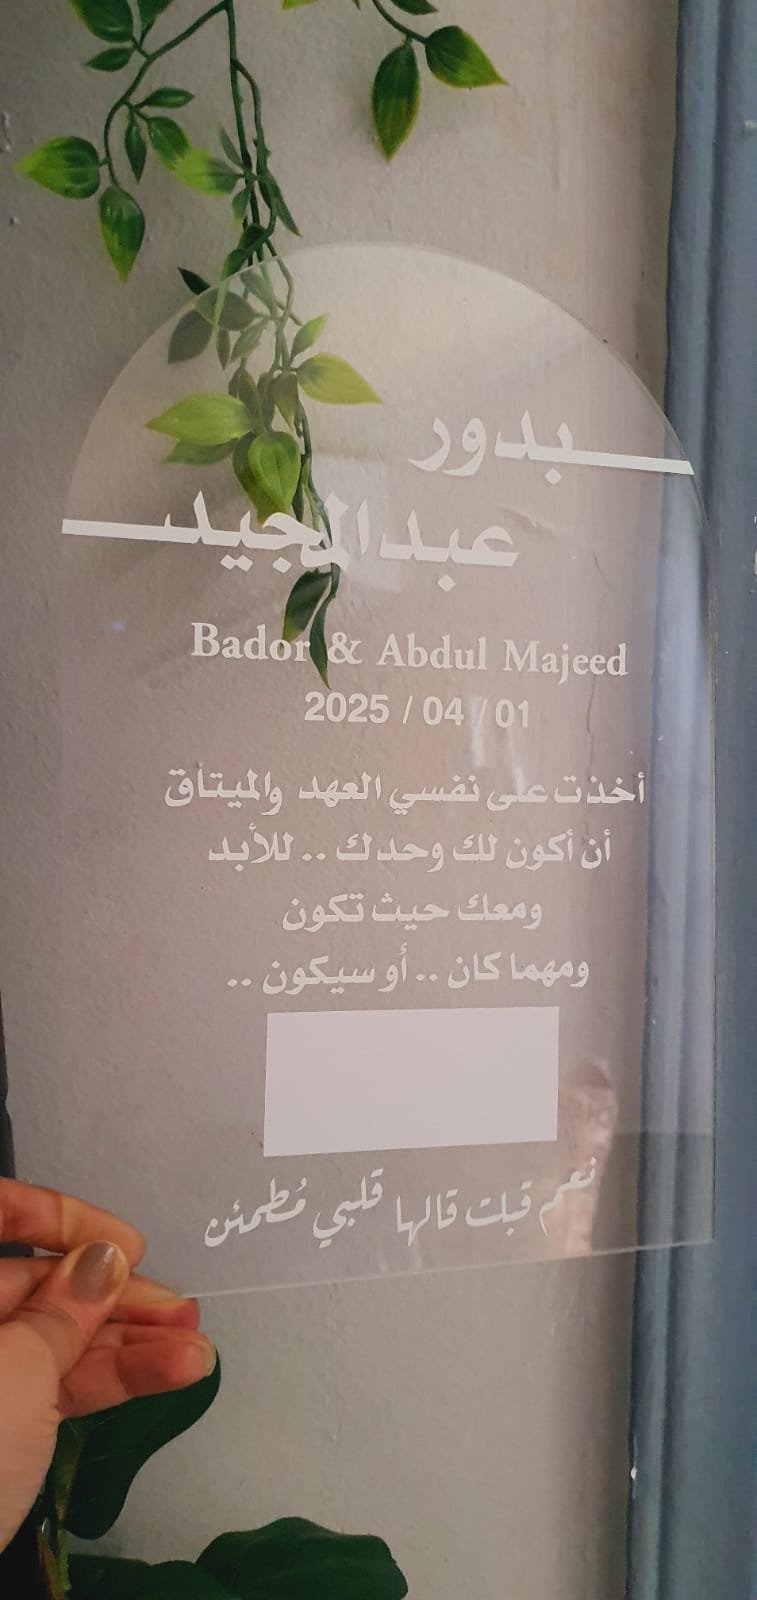 بدور
عبدالمجيد
Bador & Abdul Majeed
2025 / 04 / 01
أخذت على نفسي العهد والميتاق
أن أكون لك وحدك .. للأبد
ومعك حيث تكون
ومهما كان .. أو سيكون ..
نعم قبلت قالها قلبي مُطمئن